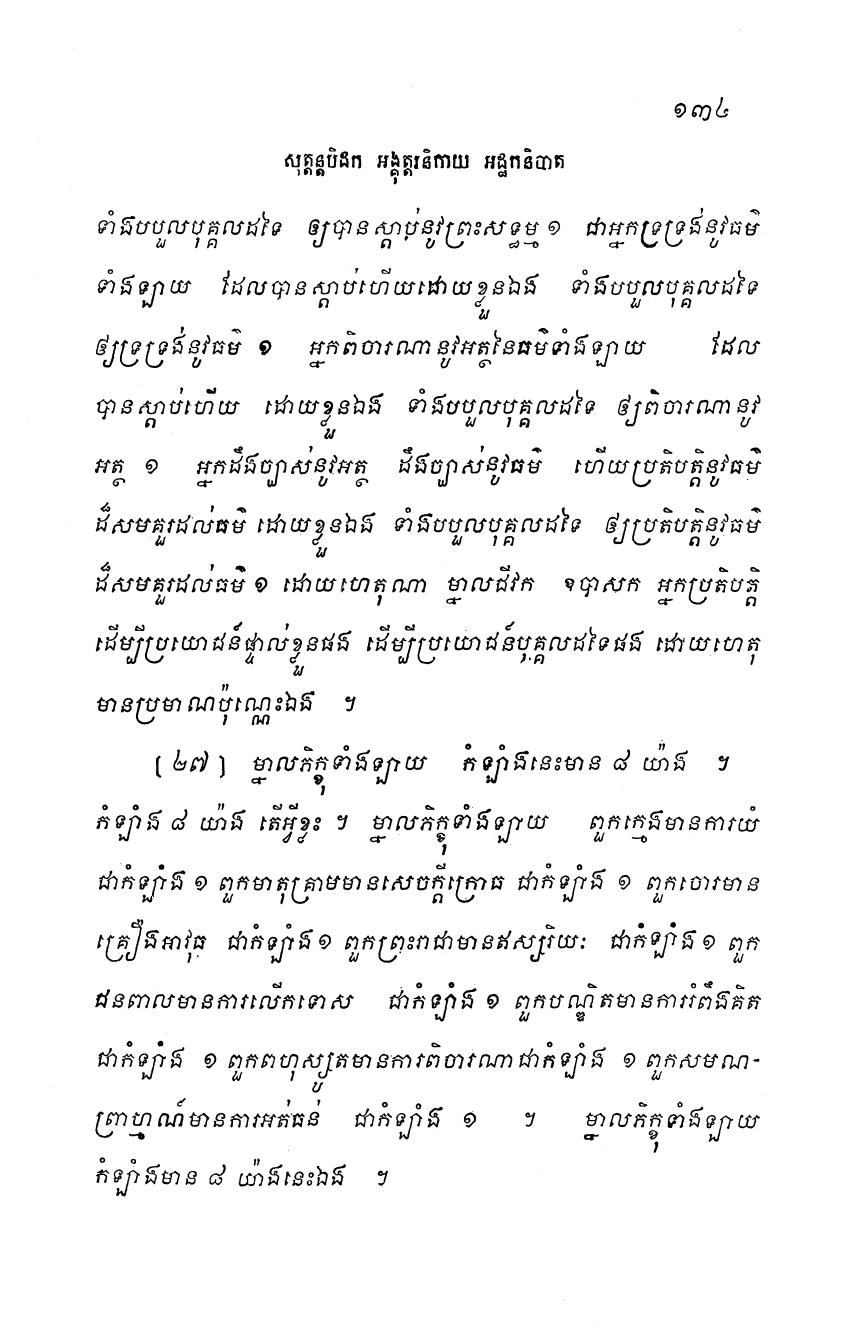 ១៣៤
សុត្តន្តបិដក អង្គុត្តរនិកាយ អដ្ឋកនិបាត
ទាំងបបួលបុគ្គលដទៃ ឲ្យបានស្តាប់នូវព្រះសទ្ធម្ម ១ ជាអ្នកទ្រទ្រង់នូវធម៌
ទាំងឡាយ ដែលបានស្តាប់ហើយដោយខ្លួនឯង ទាំងបបួលបុគ្គលដទៃ
ឲ្យទ្រទ្រង់នូវធម៌ ១ អ្នកពិចារណានូវអត្ថនៃធម៌ទាំងឡាយ ដែល
បានស្តាប់ហើយ ដោយខ្លួនឯង ទាំងបបួលបុគ្គលដទៃ ឲ្យពិចារណានូវ
អត្ថ ១ អ្នកដឹងច្បាស់នូវអត្ថ ដឹងច្បាស់នូវធម៌ ហើយប្រតិបត្តិនូវធម៌
ដ៏សមគួរដល់ធម៌ ដោយខ្លួនឯង ទាំងបបួលបុគ្គលដទៃ ឲ្យប្រតិបត្តិនូវធម៌
ដ៏សមគួរដល់ធម៌ ១ ដោយហេតុណា ម្នាលជីវក ឧបាសក អ្នកប្រតិបត្តិ
ដើម្បីប្រយោជន៍ផ្ទាល់ខ្លួនផង ដើម្បីប្រយោជន៍បុគ្គលដទៃផង ដោយហេតុ
មានប្រមាណប៉ុណ្ណេះឯង ។
[២៧] ម្នាលភិក្ខុទាំងឡាយ កំឡាំងនេះមាន ៨ យ៉ាង ។
កំឡាំង ៨ យ៉ាង តើអ្វីខ្លះ ។ ម្នាលភិក្ខុទាំងឡាយ ពួកក្មេងមានការយំ
ជាកំឡាំង ១ ពួកមាតុគ្រាមមានសេចក្តីក្រោធ ជាកំឡាំង ១ ពួកចោរមាន
គ្រឿងអាវុធ ជាកំឡាំង ១ ពួកព្រះរាជាមានឥស្សរិយៈ ជាកំឡាំង ១ ពួក
ជនពាលមានការលើកទោស ជាកំឡាំង ១ ពួកបណ្ឌិតមានការរំពឹងគិត
ជាកំឡាំង ១ ពួកពហុស្សូតមានការពិចារណាជាកំឡាំង ១ ពួកសមណ-
ព្រាហ្មណ៍មានការអត់ធន់ ជាកំឡាំង ១ ។ ម្នាលភិក្ខុទាំងឡាយ
កំឡាំងមាន ៨ យ៉ាងនេះឯង ។